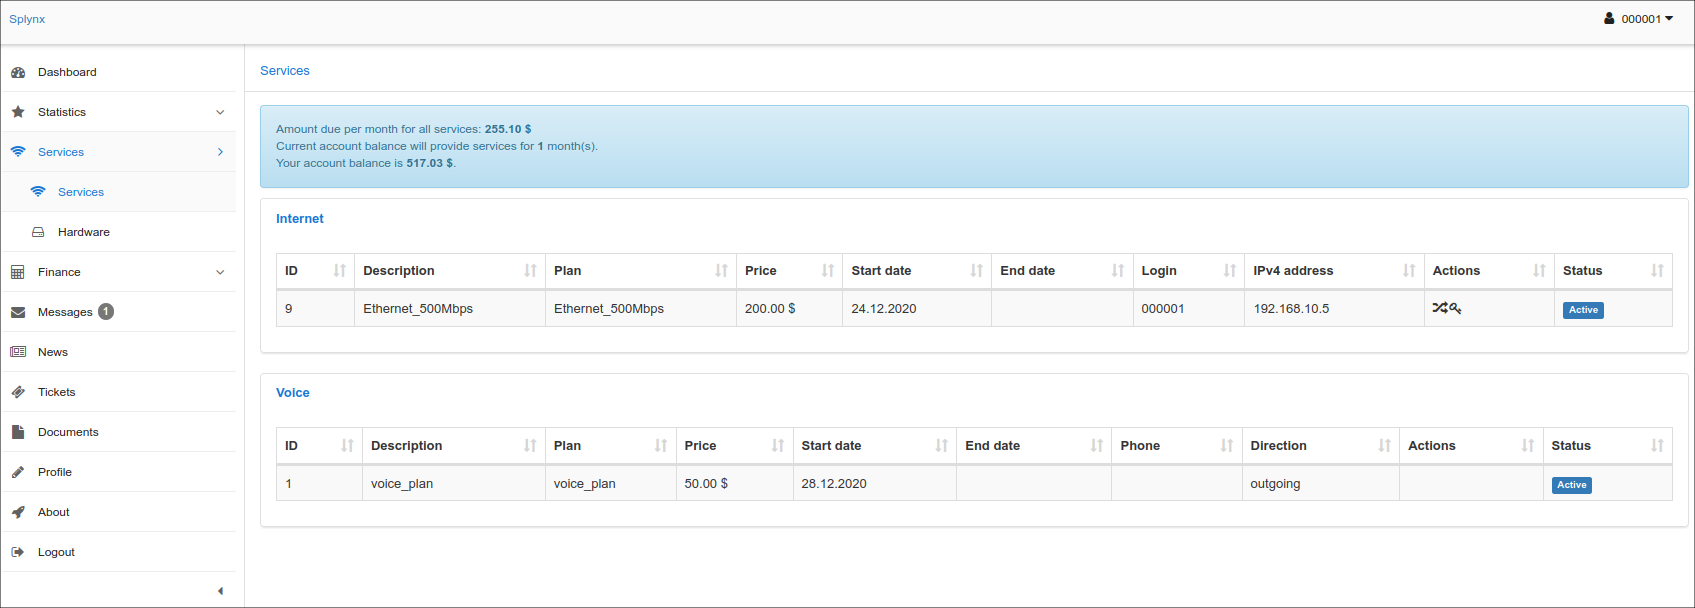 Splynx
000001
Dashboard
Statistics
Services
Services
Hardware
Finance
Messages 1
News
Tickets
Documents
Profile
About
Logout
Services
Amount due per month for all services: 255.10 $
Current account balance will provide services for 1 month(s).
Your account balance is 517.03 $.
Internet
ID Description Plan Price Start date End date Login IPv4 address Actions Status
9 Ethernet_500Mbps Ethernet_500Mbps 200.00 $ 24.12.2020 000001 192.168.10.5 Active
Voice
ID Description Plan Price Start date End date Phone Direction Actions Status
1 voice_plan voice_plan 50.00 $ 28.12.2020 outgoing Active